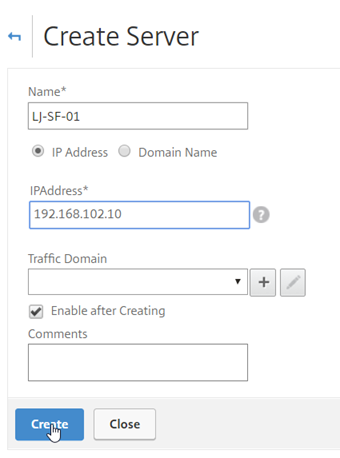 Create Server
Name*
LJ-SF-01
IP Address Domain Name
IPAddress*
192.168.102.10
?
Traffic Domain
+
Enable after Creating
Comments
Create Close